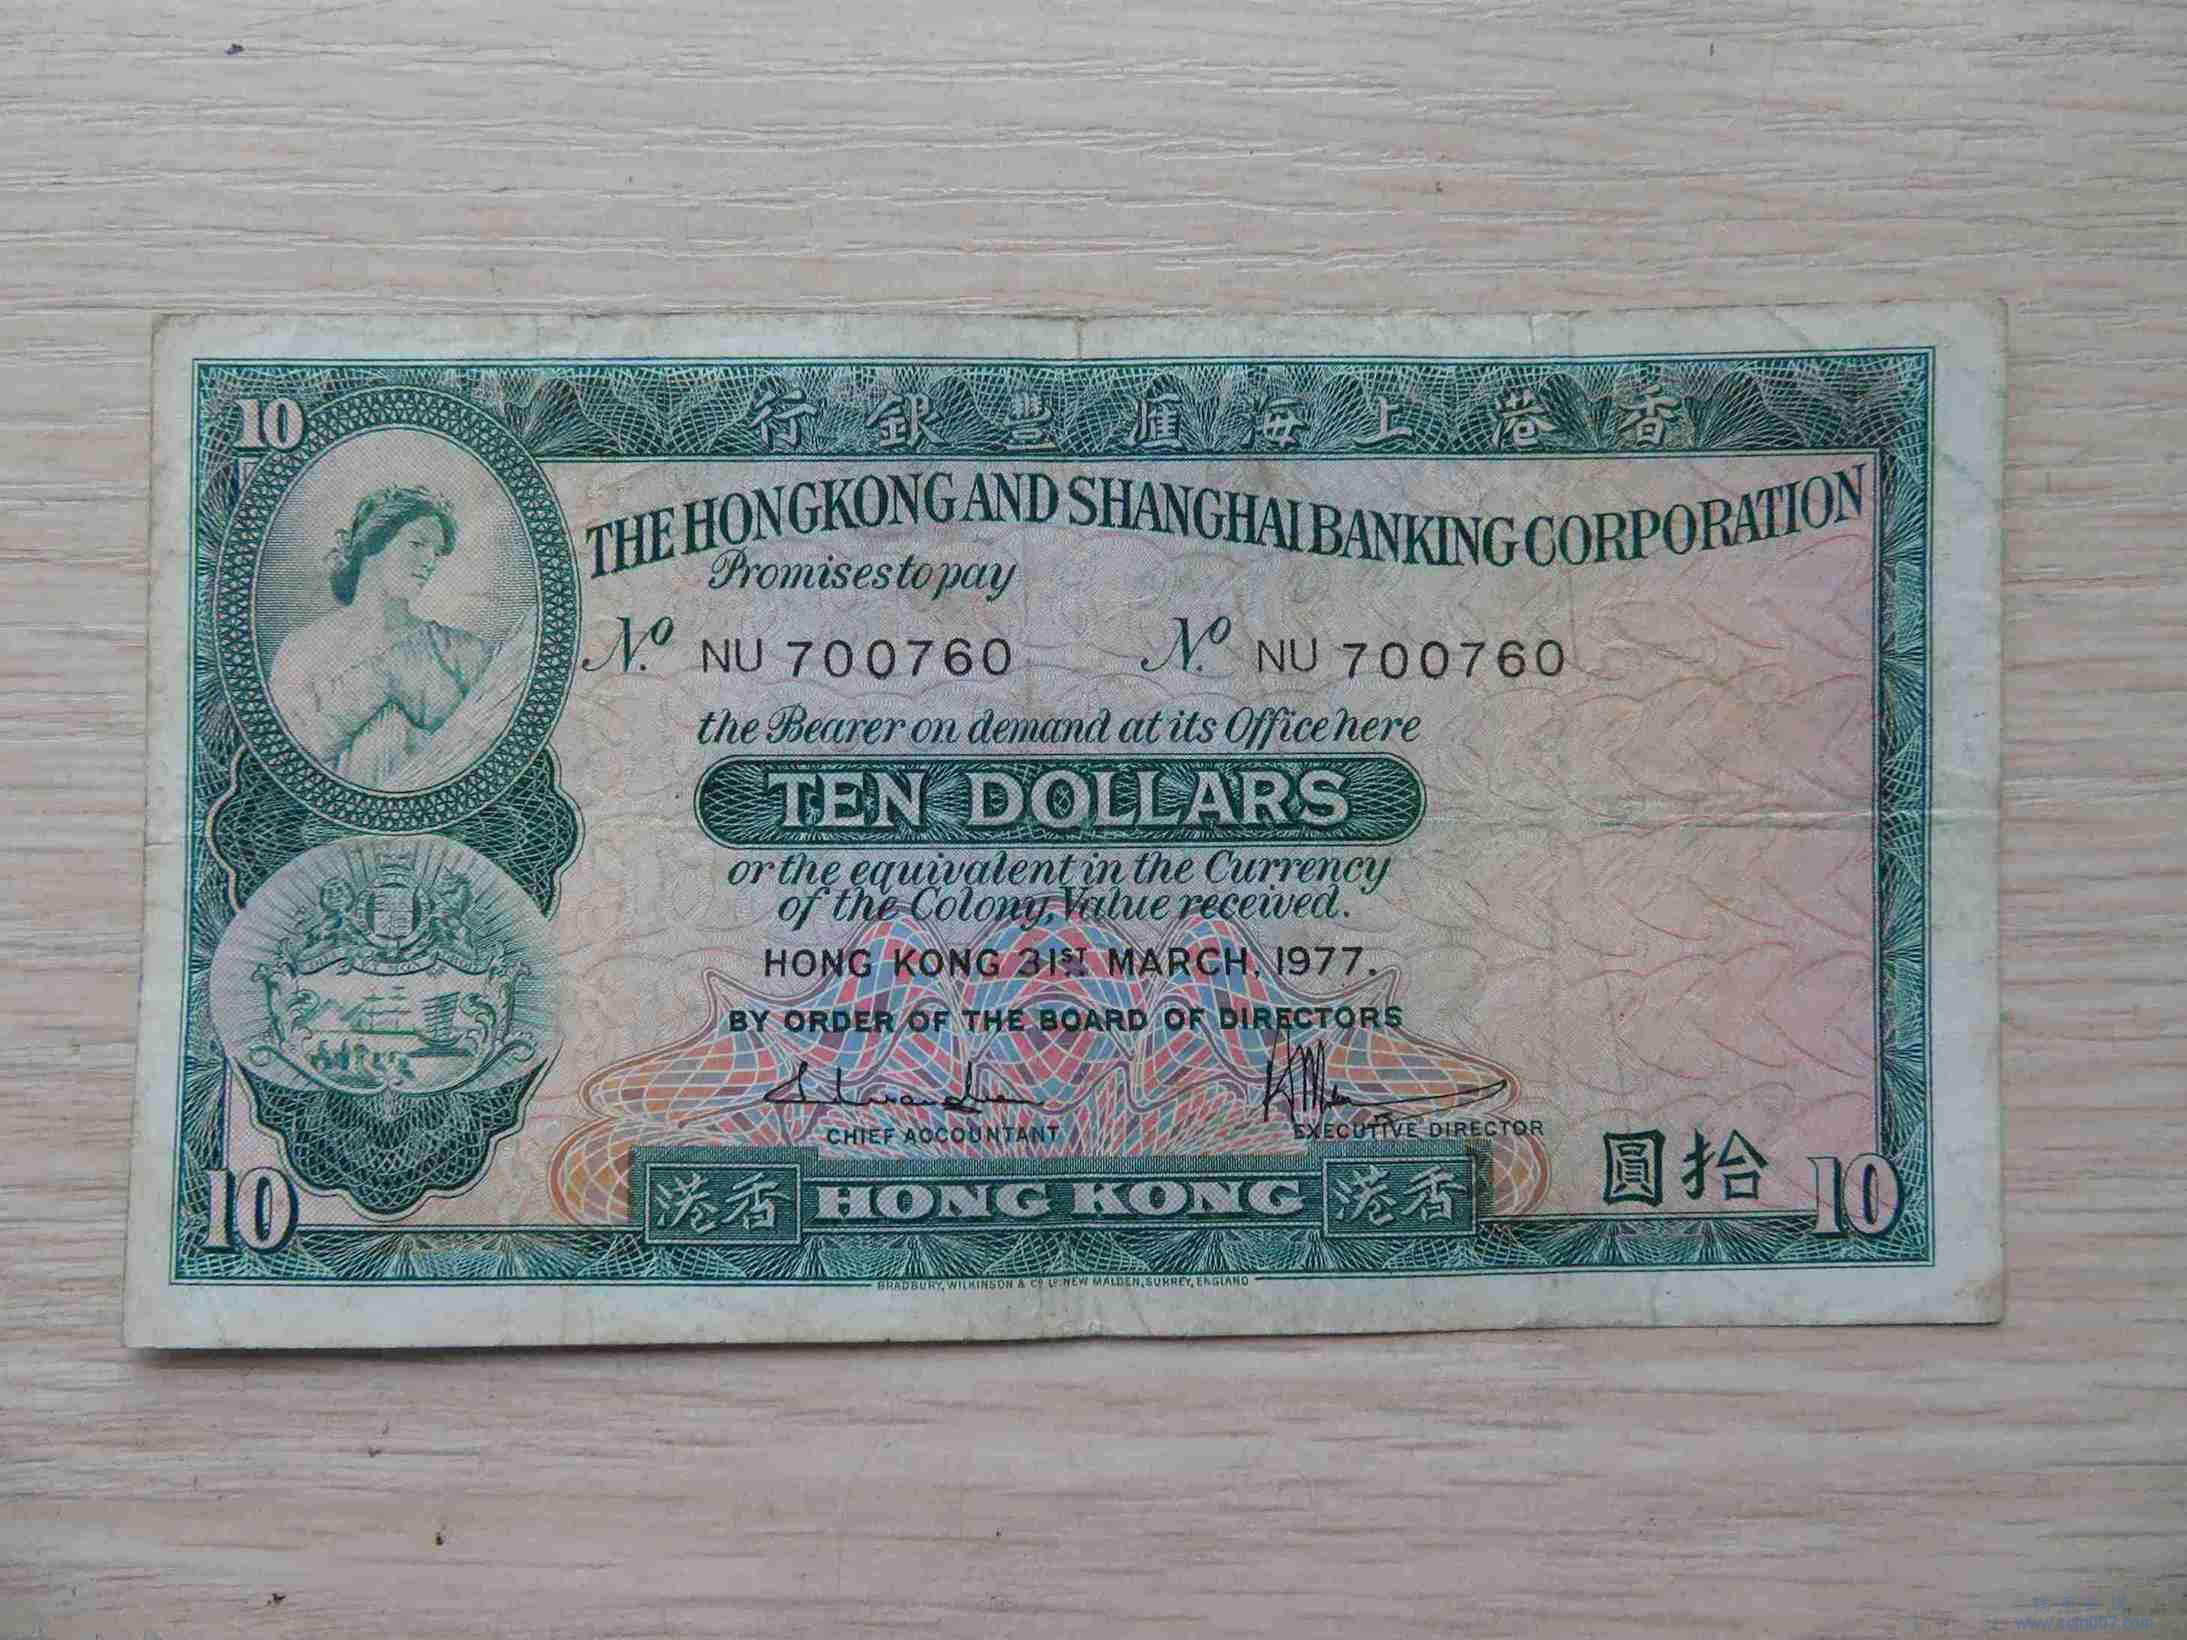 10
行銀豐滙海上港香
THE HONGKONG AND SHANGHAI BANKING CORPORATION
Promises to pay
No. NU 700760 No. NU 700760
the Bearer on demand at its Office here
TEN DOLLARS
or the equivalent in the Currency
of the Colony, Value received.
HONG KONG 31ST MARCH, 1977.
BY ORDER OF THE BOARD OF DIRECTORS
CHIEF ACCOUNTANT EXECUTIVE DIRECTOR
圓拾
10 港香 HONG KONG 港香 10
BRADBURY, WILKINSON & Co. Ld. NEW MALDEN, SURREY, ENGLAND
www.coin007.com